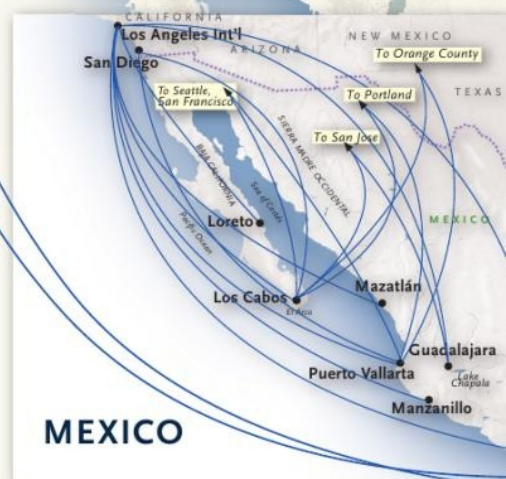 CALIFORNIA
Los Angeles Int'l
ARIZONA
NEW MEXICO
San Diego
To Orange County
TEXAS
To Seattle,
San Francisco
To Portland
To San Jose
SIERRA MADRE OCCIDENTAL
BAJA CALIFORNIA
Sea of Cortés
Pacific Ocean
Loreto
MEXICO
Los Cabos
El Arco
Mazatlán
Guadalajara
Lake
Chapala
Puerto Vallarta
Manzanillo
MEXICO